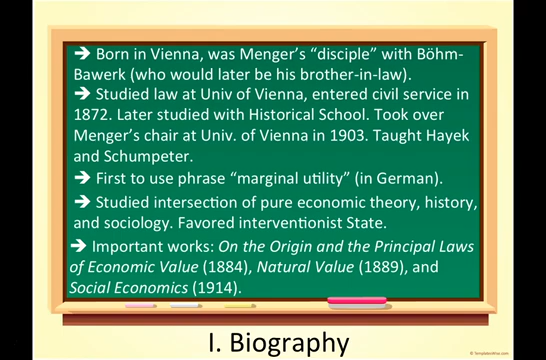 ➔ Born in Vienna, was Menger's "disciple" with Böhm-
Bawerk (who would later be his brother-in-law).
➔ Studied law at Univ of Vienna, entered civil service in
1872. Later studied with Historical School. Took over
Menger's chair at Univ. of Vienna in 1903. Taught Hayek
and Schumpeter.
➔ First to use phrase "marginal utility" (in German).
➔ Studied intersection of pure economic theory, history,
and sociology. Favored interventionist State.
➔ Important works: On the Origin and the Principal Laws
of Economic Value (1884), Natural Value (1889), and
Social Economics (1914).
I. Biography